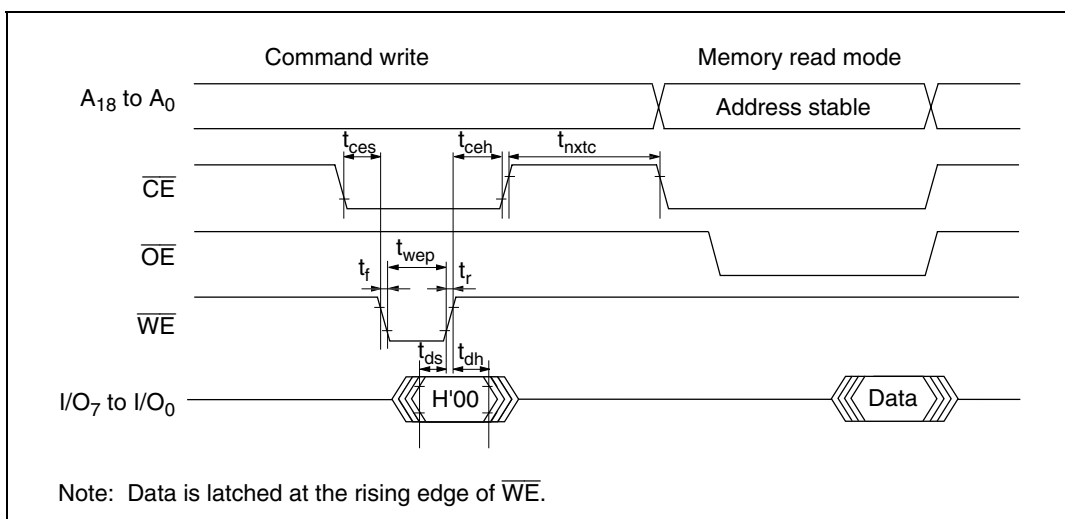 Command write Memory read mode
A18 to A0 Address stable
tces tceh tnxtc
CE
OE
twep
tf tr
WE
tds tdh
I/O7 to I/O0 H'00 Data
Note: Data is latched at the rising edge of WE.